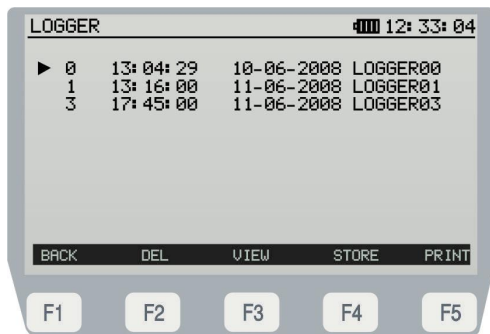 LOGGER 12:33:04
▶ 0 13:04:29 10-06-2008 LOGGER00
1 13:16:00 11-06-2008 LOGGER01
3 17:45:00 11-06-2008 LOGGER03
BACK DEL VIEW STORE PRINT
F1 F2 F3 F4 F5